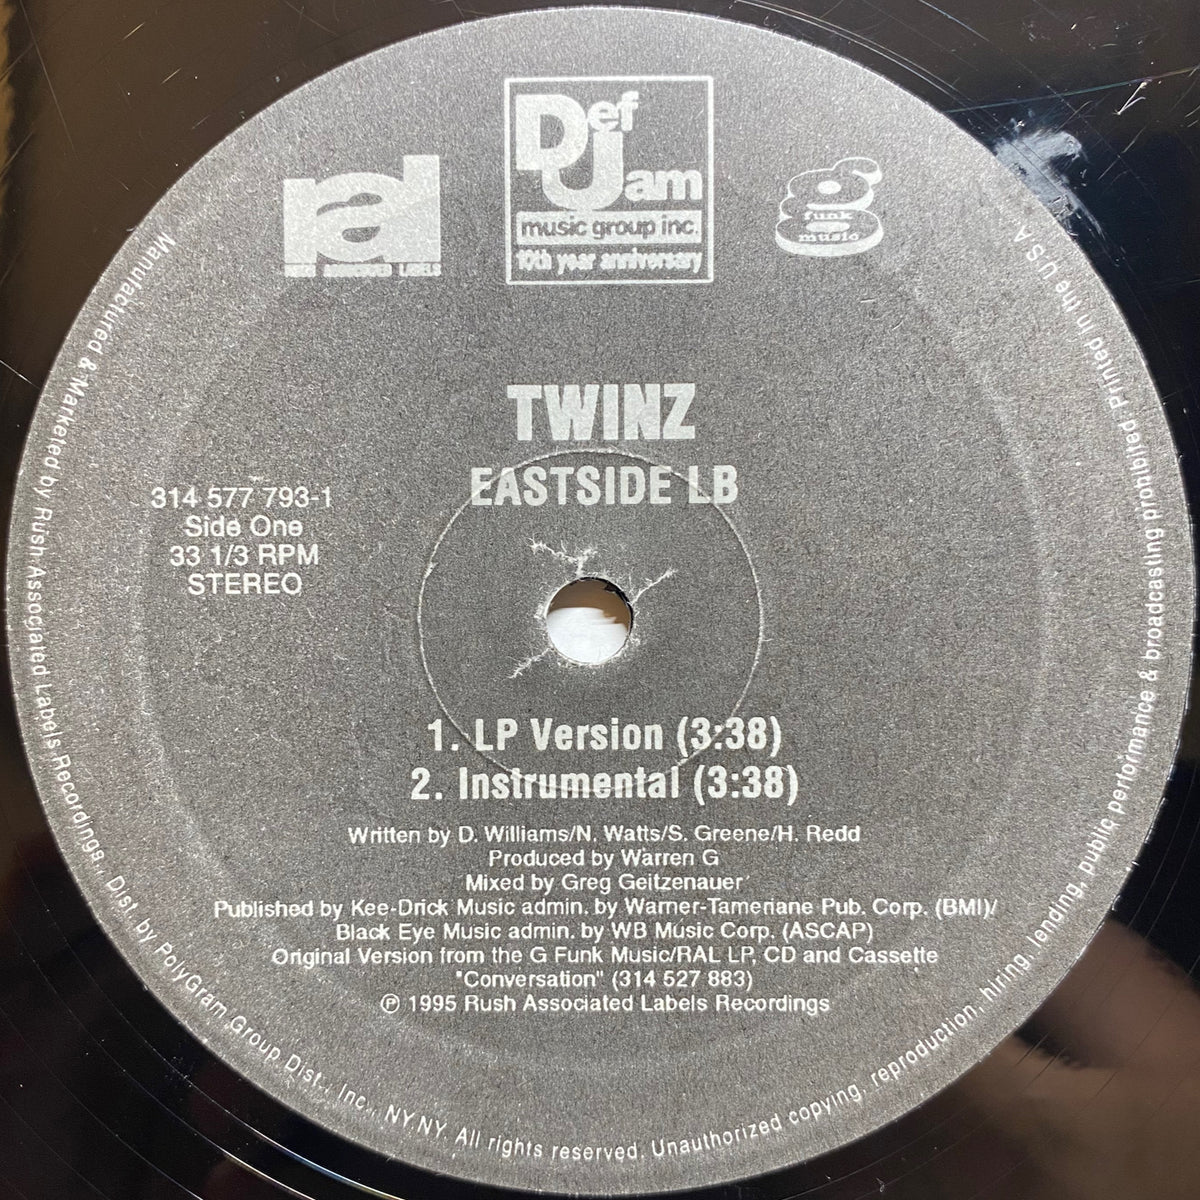 ral
RUSH ASSOCIATED LABELS
Def Jam
music group inc.
10th year anniversary
g
funk
music
TWINZ
EASTSIDE LB
314 577 793-1
Side One
33 1/3 RPM
STEREO
1. LP Version (3:38)
2. Instrumental (3:38)
Written by D. Williams/N. Watts/S. Greene/H. Redd
Produced by Warren G
Mixed by Greg Geitzenauer
Published by Kee-Drick Music admin. by Warner-Tameriane Pub. Corp. (BMI)/
Black Eye Music admin. by WB Music Corp. (ASCAP)
Original Version from the G Funk Music/RAL LP, CD and Cassette
"Conversation" (314 527 883)
℗ 1995 Rush Associated Labels Recordings
Manufactured & Marketed by Rush Associated Labels Recordings., Dist. by PolyGram Group Dist., Inc., NY NY. All rights reserved. Unauthorized copying, reproduction, hiring, lending, public performance & broadcasting prohibited. Printed in the U.S.A.